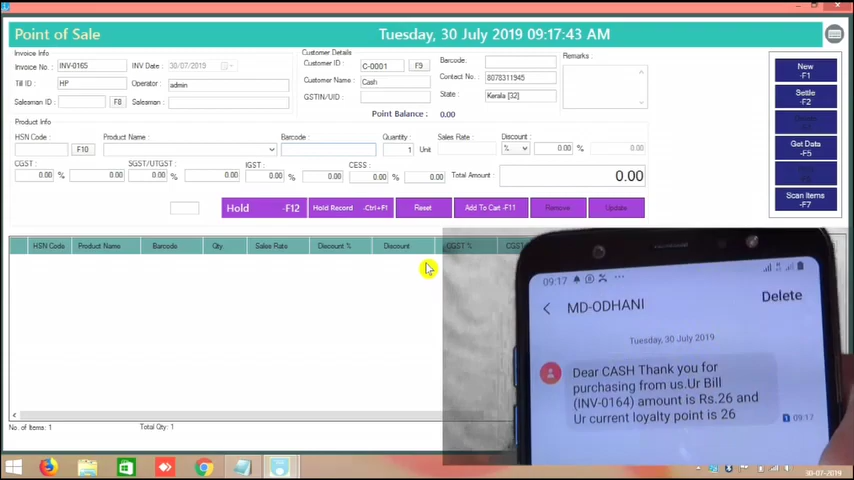 Point of Sale
Tuesday, 30 July 2019 09:17:43 AM
Invoice Info
Invoice No. : INV-0165 INV Date : 30/07/2019
Till ID : HP Operator : admin
Salesman ID : F8 Salesman :
Customer Details
Customer ID : C-0001 F9
Customer Name : Cash
GSTIN/UID :
Point Balance : 0.00
Barcode :
Contact No. : 8078311945
State : Kerala [32]
Remarks :
New
-F1
Settle
-F2
Get Data
-F5
Scan Items
-F7
Product Info
HSN Code : F10 Product Name : Barcode : Quantity : 1 Unit Sales Rate : Discount : % 0.00 % 0.00
CGST : 0.00 % 0.00 SGST/UTGST : 0.00 % 0.00 IGST : 0.00 % 0.00 CESS : 0.00 % 0.00 Total Amount : 0.00
Hold -F12 Hold Record -Ctrl+F1 Reset Add To Cart -F11 Remove Update
HSN Code Product Name Barcode Qty. Sales Rate Discount % Discount CGST % CGST
No. of Items : 1 Total Qty: 1
09:17
MD-ODHANI Delete
Tuesday, 30 July 2019
Dear CASH Thank you for
purchasing from us.Ur Bill
(INV-0164) amount is Rs.26 and
Ur current loyalty point is 26
1 09:17
30-07-2019